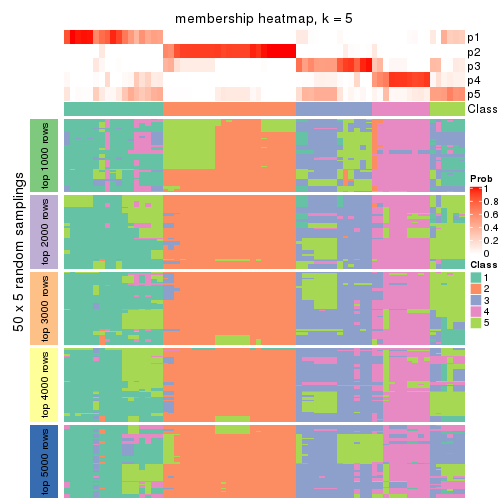 membership heatmap, k = 5
p1
p2
p3
p4
p5
Class
50 x 5 random samplings
top 1000 rows
top 2000 rows
top 3000 rows
top 4000 rows
top 5000 rows
Prob
1
0.8
0.6
0.4
0.2
0
Class
1
2
3
4
5